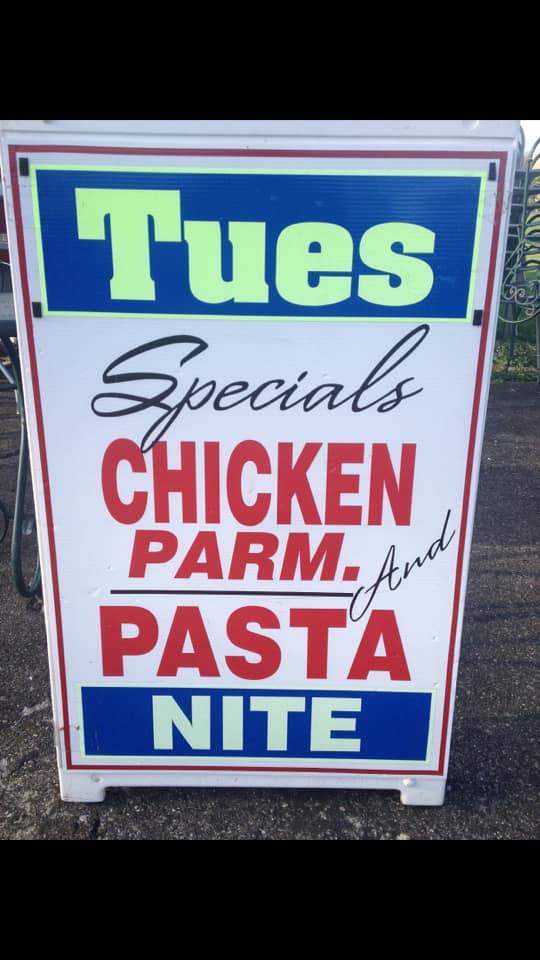 Tues
Specials
CHICKEN
PARM.
And
PASTA
NITE